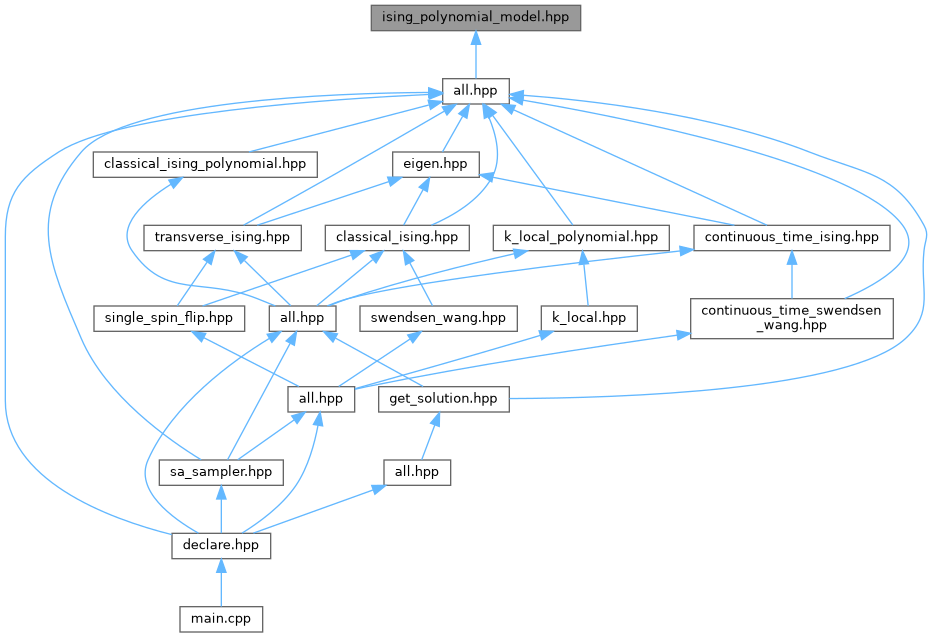 ising_polynomial_model.hpp
all.hpp
classical_ising_polynomial.hpp
eigen.hpp
transverse_ising.hpp
classical_ising.hpp
k_local_polynomial.hpp
continuous_time_ising.hpp
single_spin_flip.hpp
all.hpp
swendsen_wang.hpp
k_local.hpp
continuous_time_swendsen
_wang.hpp
all.hpp
get_solution.hpp
sa_sampler.hpp
all.hpp
declare.hpp
main.cpp